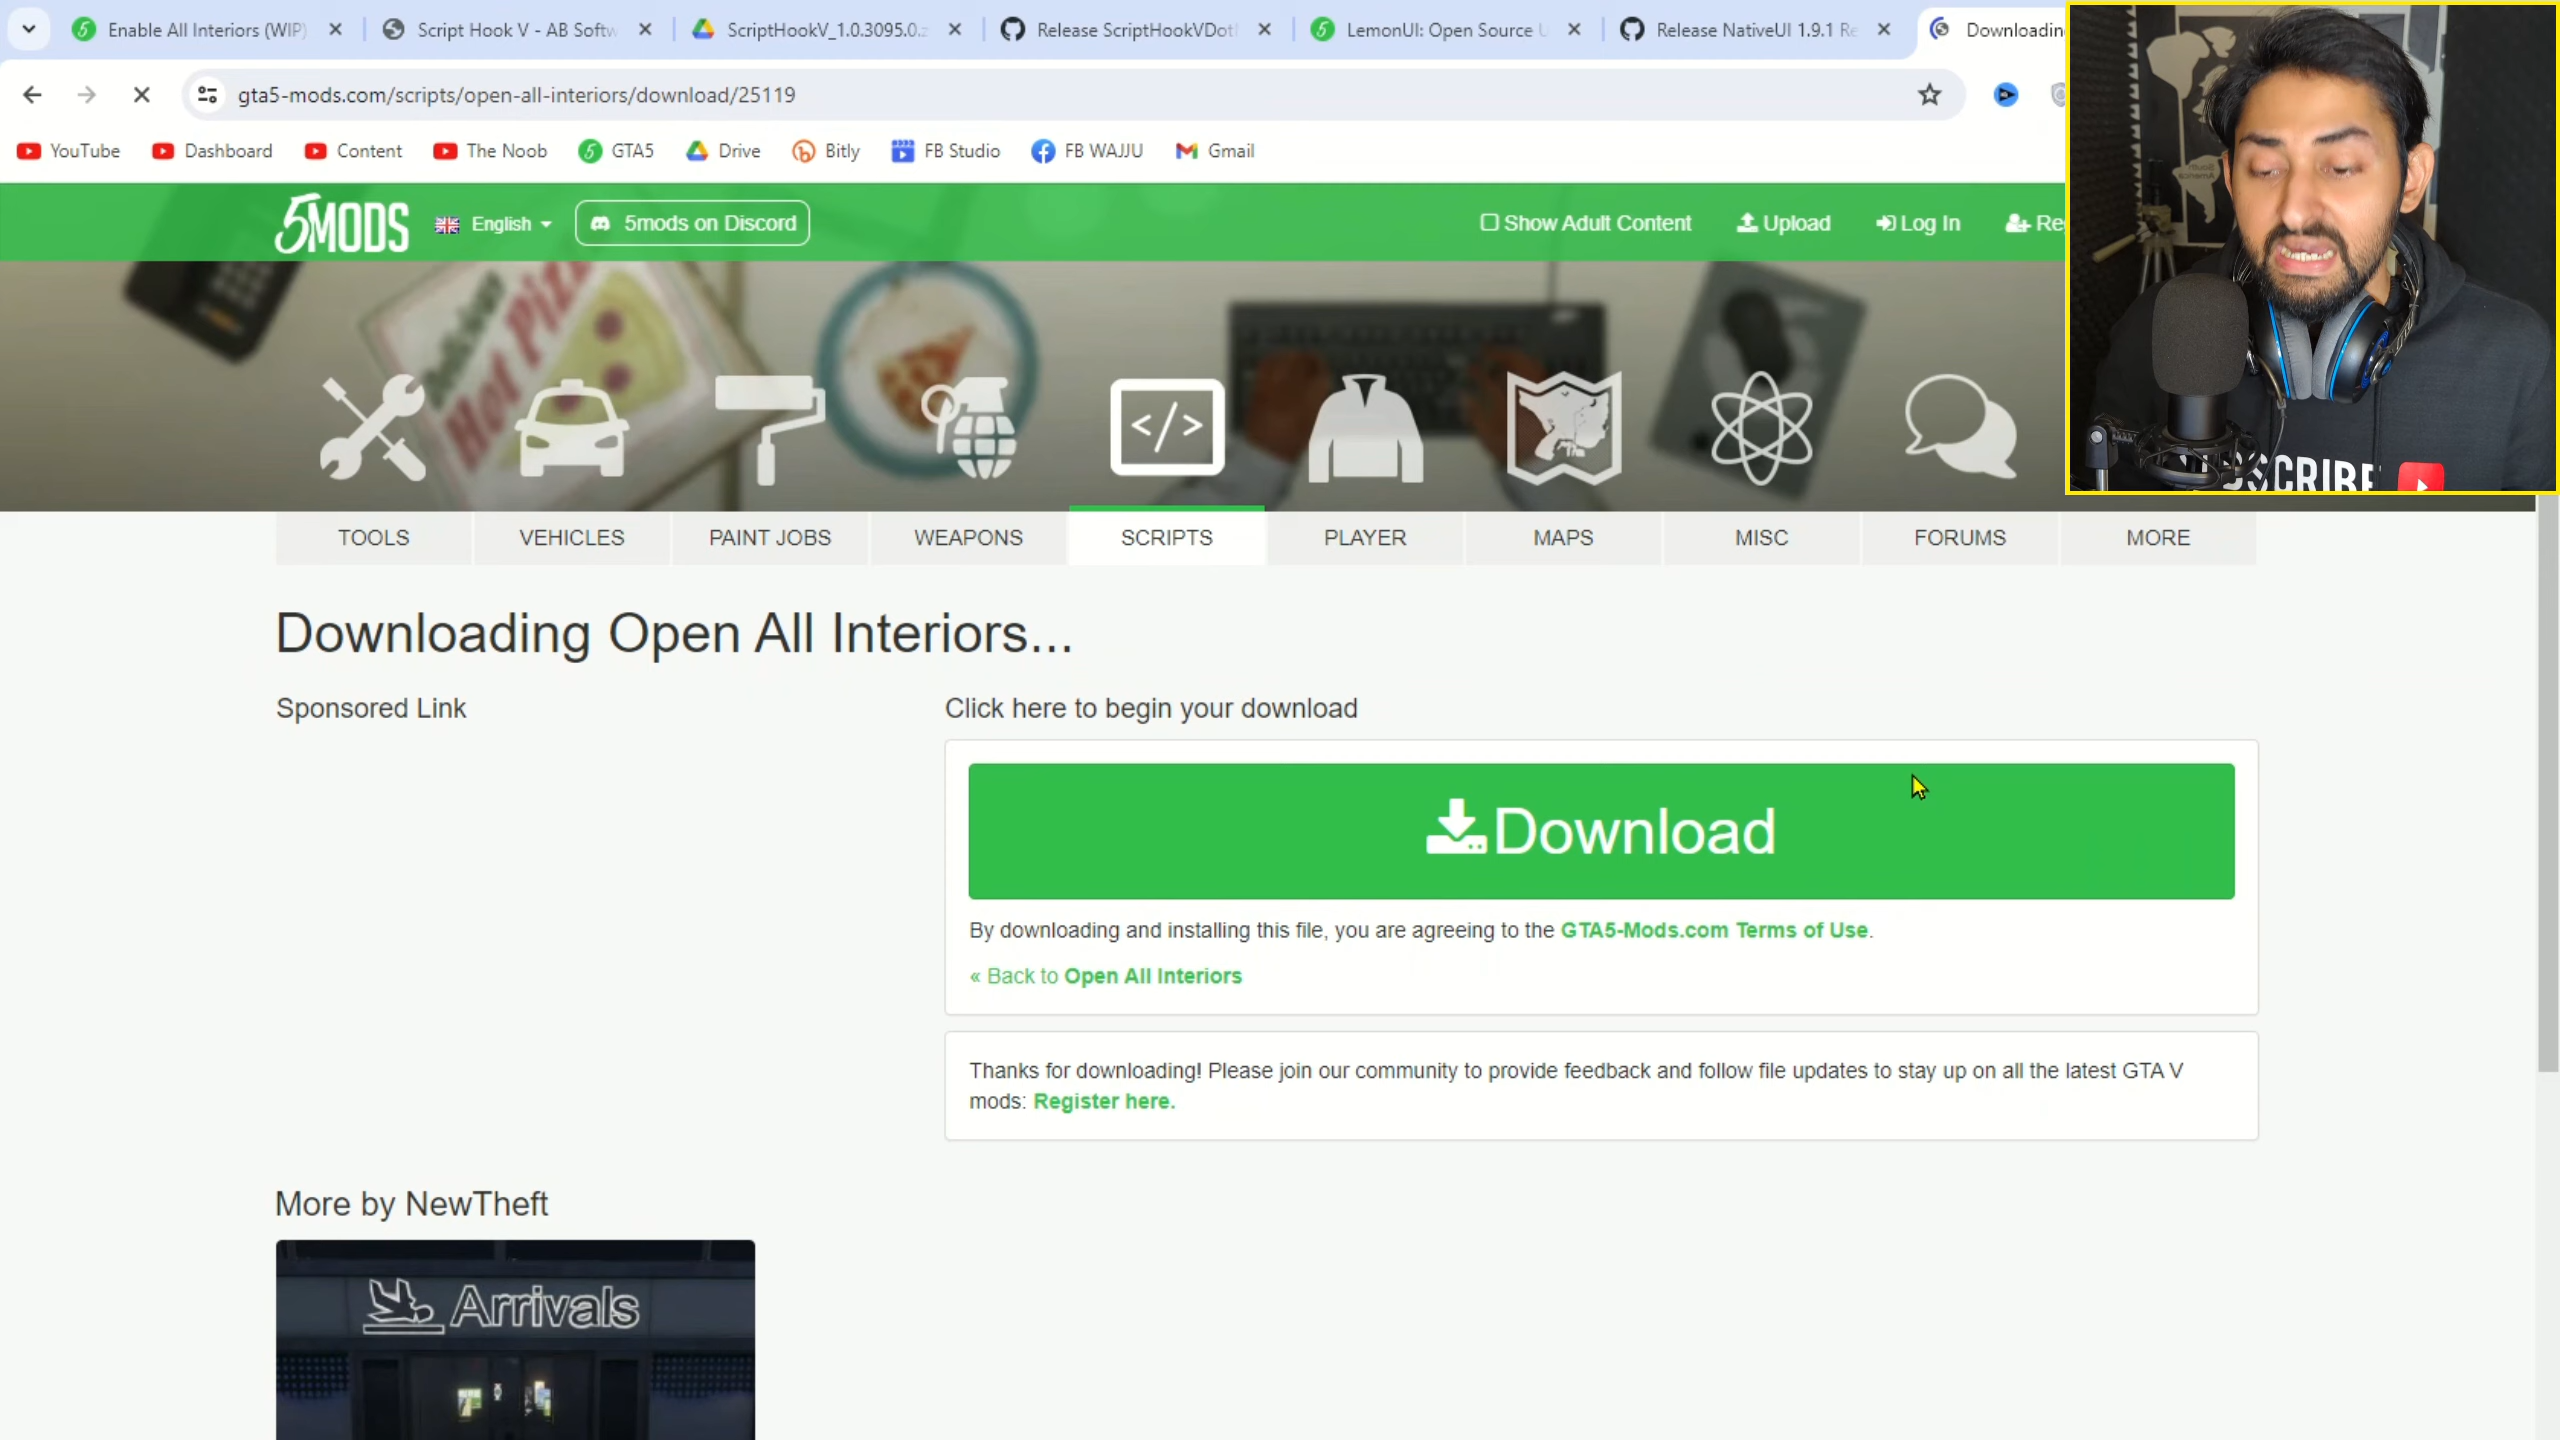 Enable All Interiors (WIP)
Script Hook V - AB Softw
ScriptHookV_1.0.3095.0.z
Release ScriptHookVDot
LemonUI: Open Source U
Release NativeUI 1.9.1 Re
Downloadin
gta5-mods.com/scripts/open-all-interiors/download/25119
YouTube
Dashboard
Content
The Noob
GTA5
Drive
Bitly
FB Studio
FB WAJJU
Gmail
5MODS
English
5mods on Discord
Show Adult Content
Upload
Log In
Re
Hot Pizz
SCRIBE
TOOLS
VEHICLES
PAINT JOBS
WEAPONS
SCRIPTS
PLAYER
MAPS
MISC
FORUMS
MORE
Downloading Open All Interiors...
Sponsored Link
Click here to begin your download
Download
By downloading and installing this file, you are agreeing to the GTA5-Mods.com Terms of Use.
« Back to Open All Interiors
Thanks for downloading! Please join our community to provide feedback and follow file updates to stay up on all the latest GTA V
mods: Register here.
More by NewTheft
Arrivals